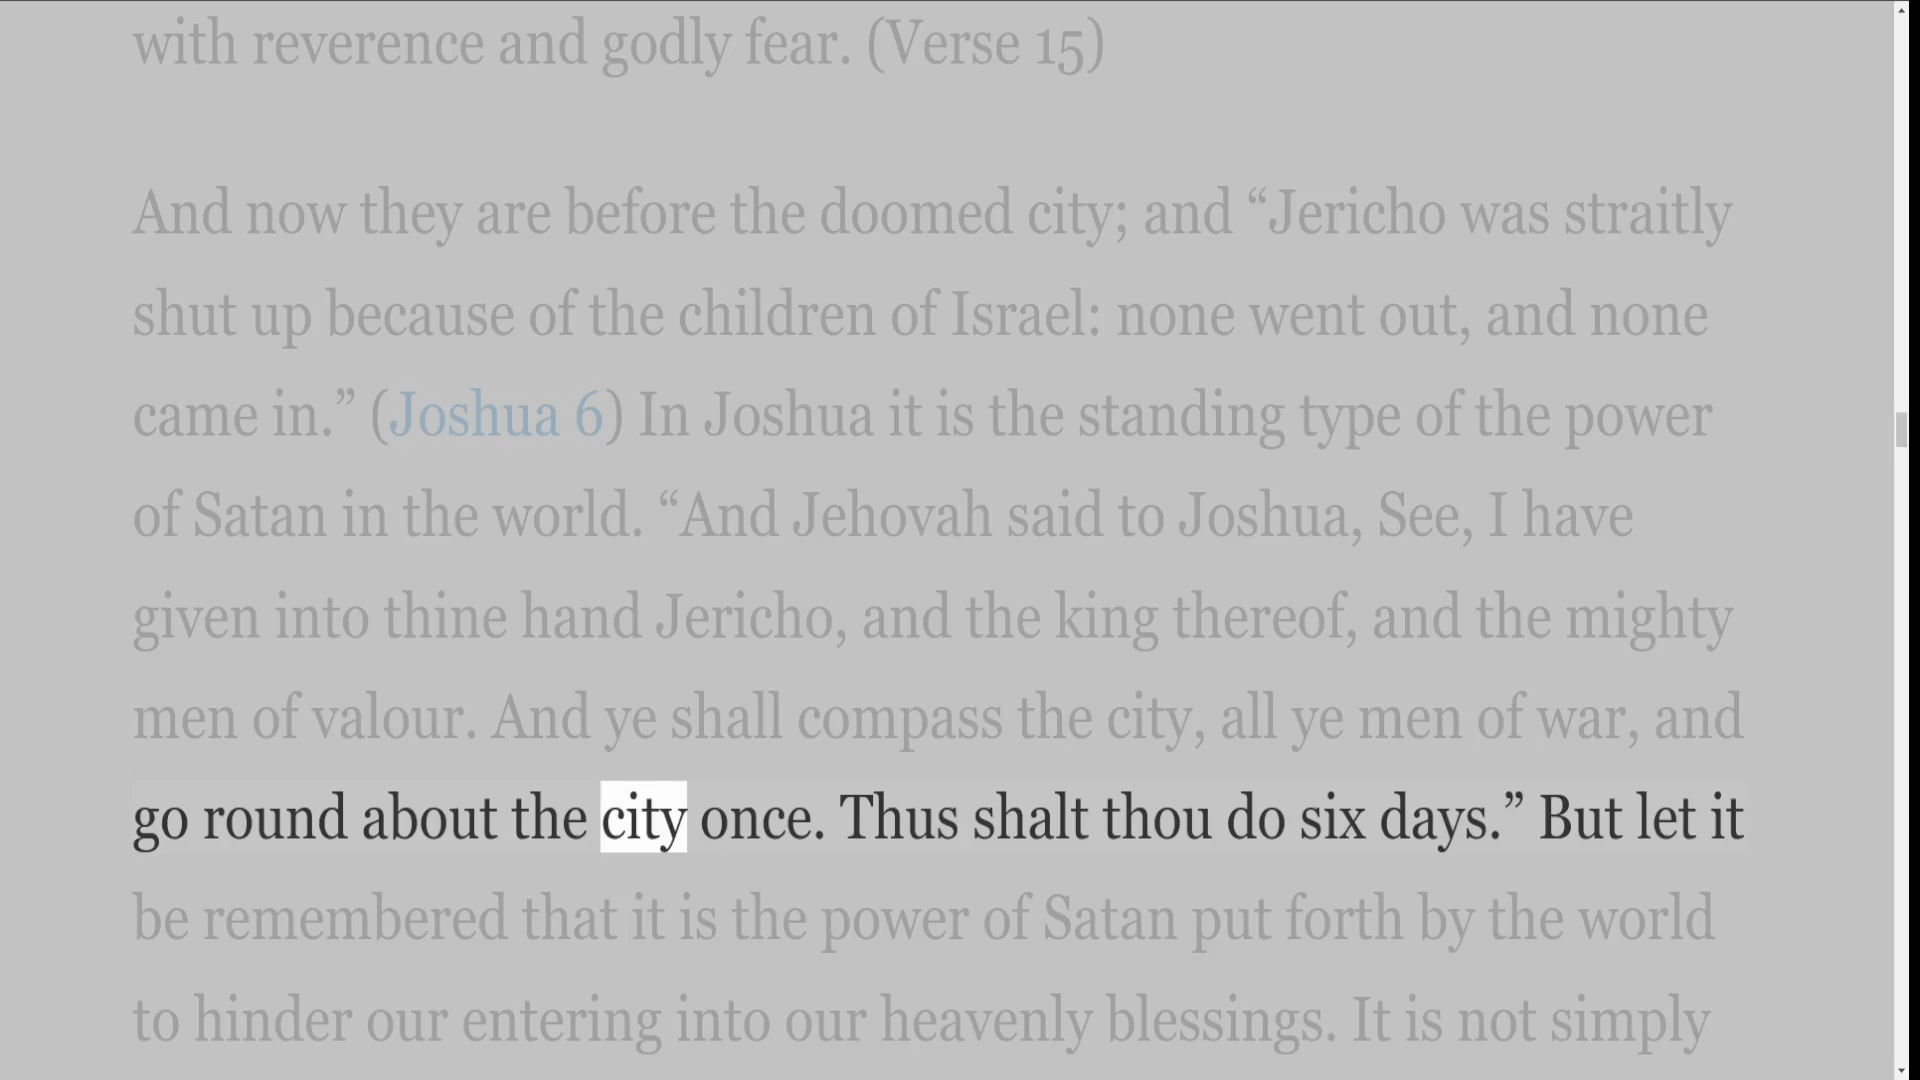 with reverence and godly fear. (Verse 15)
And now they are before the doomed city; and “Jericho was straitly
shut up because of the children of Israel: none went out, and none
came in.” (Joshua 6) In Joshua it is the standing type of the power
of Satan in the world. “And Jehovah said to Joshua, See, I have
given into thine hand Jericho, and the king thereof, and the mighty
men of valour. And ye shall compass the city, all ye men of war, and
go round about the city once. Thus shalt thou do six days.” But let it
be remembered that it is the power of Satan put forth by the world
to hinder our entering into our heavenly blessings. It is not simply